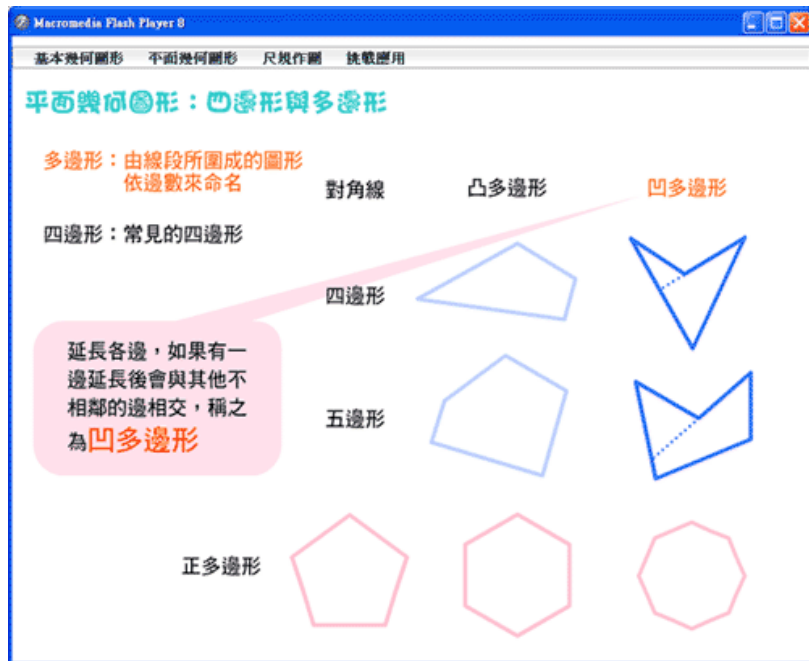 Macromedia Flash Player 8
基本幾何圖形 平面幾何圖形 尺規作圖 挑戰應用
平面幾何圖形：四邊形與多邊形
多邊形：由線段所圍成的圖形
依邊數來命名
對角線 凸多邊形 凹多邊形
四邊形：常見的四邊形
四邊形
延長各邊，如果有一
邊延長後會與其他不
相鄰的邊相交，稱之
為凹多邊形
五邊形
正多邊形